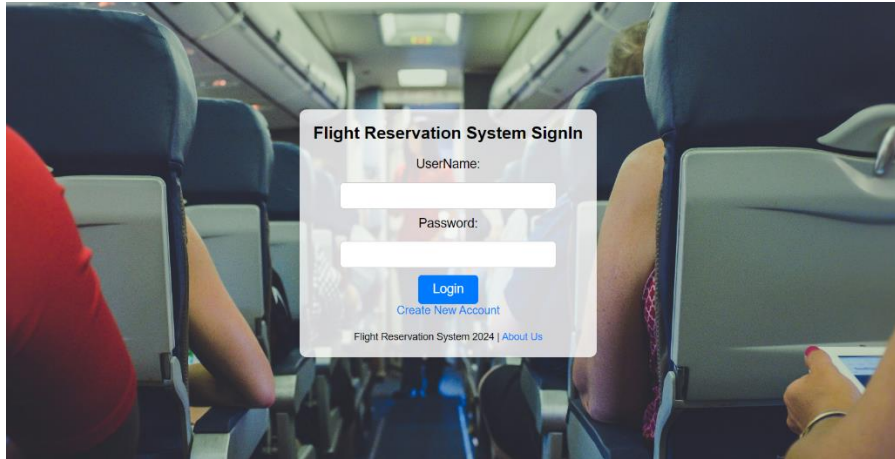 Flight Reservation System SignIn
UserName:
Password:
Login
Create New Account
Flight Reservation System 2024 | About Us